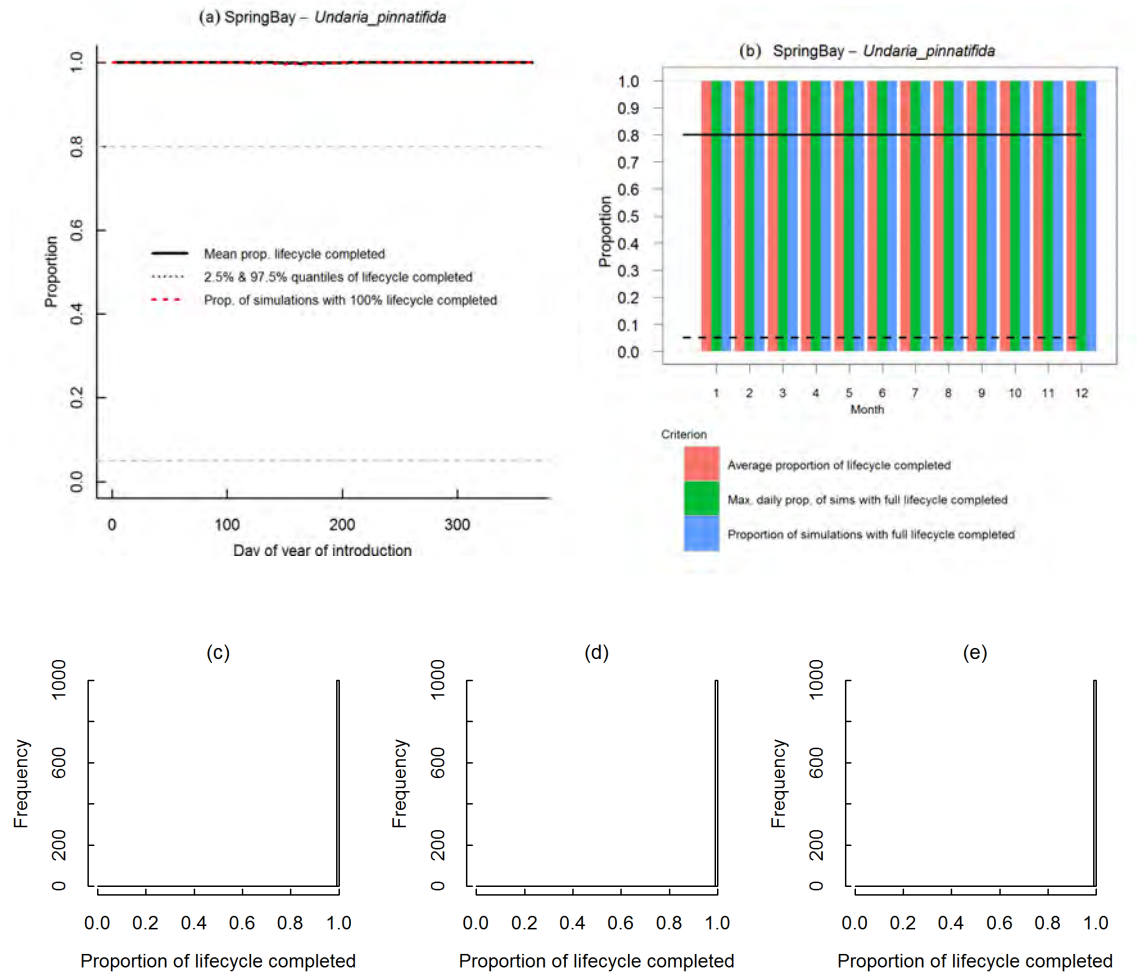 (a) SpringBay – Undaria_pinnatifida
1.0
0.8
0.6
0.4
0.2
0.0
Proportion
Mean prop. lifecycle completed
2.5% & 97.5% quantiles of lifecycle completed
Prop. of simulations with 100% lifecycle completed
0 100 200 300
Day of year of introduction
(b) SpringBay – Undaria_pinnatifida
1.0
0.9
0.8
0.7
0.6
0.5
0.4
0.3
0.2
0.1
0.0
Proportion
1 2 3 4 5 6 7 8 9 10 11 12
Month
Criterion
Average proportion of lifecycle completed
Max. daily prop. of sims with full lifecycle completed
Proportion of simulations with full lifecycle completed
(c)
1000
600
200
0
Frequency
0.0 0.2 0.4 0.6 0.8 1.0
Proportion of lifecycle completed
(d)
1000
600
200
0
Frequency
0.0 0.2 0.4 0.6 0.8 1.0
Proportion of lifecycle completed
(e)
1000
600
200
0
Frequency
0.0 0.2 0.4 0.6 0.8 1.0
Proportion of lifecycle completed